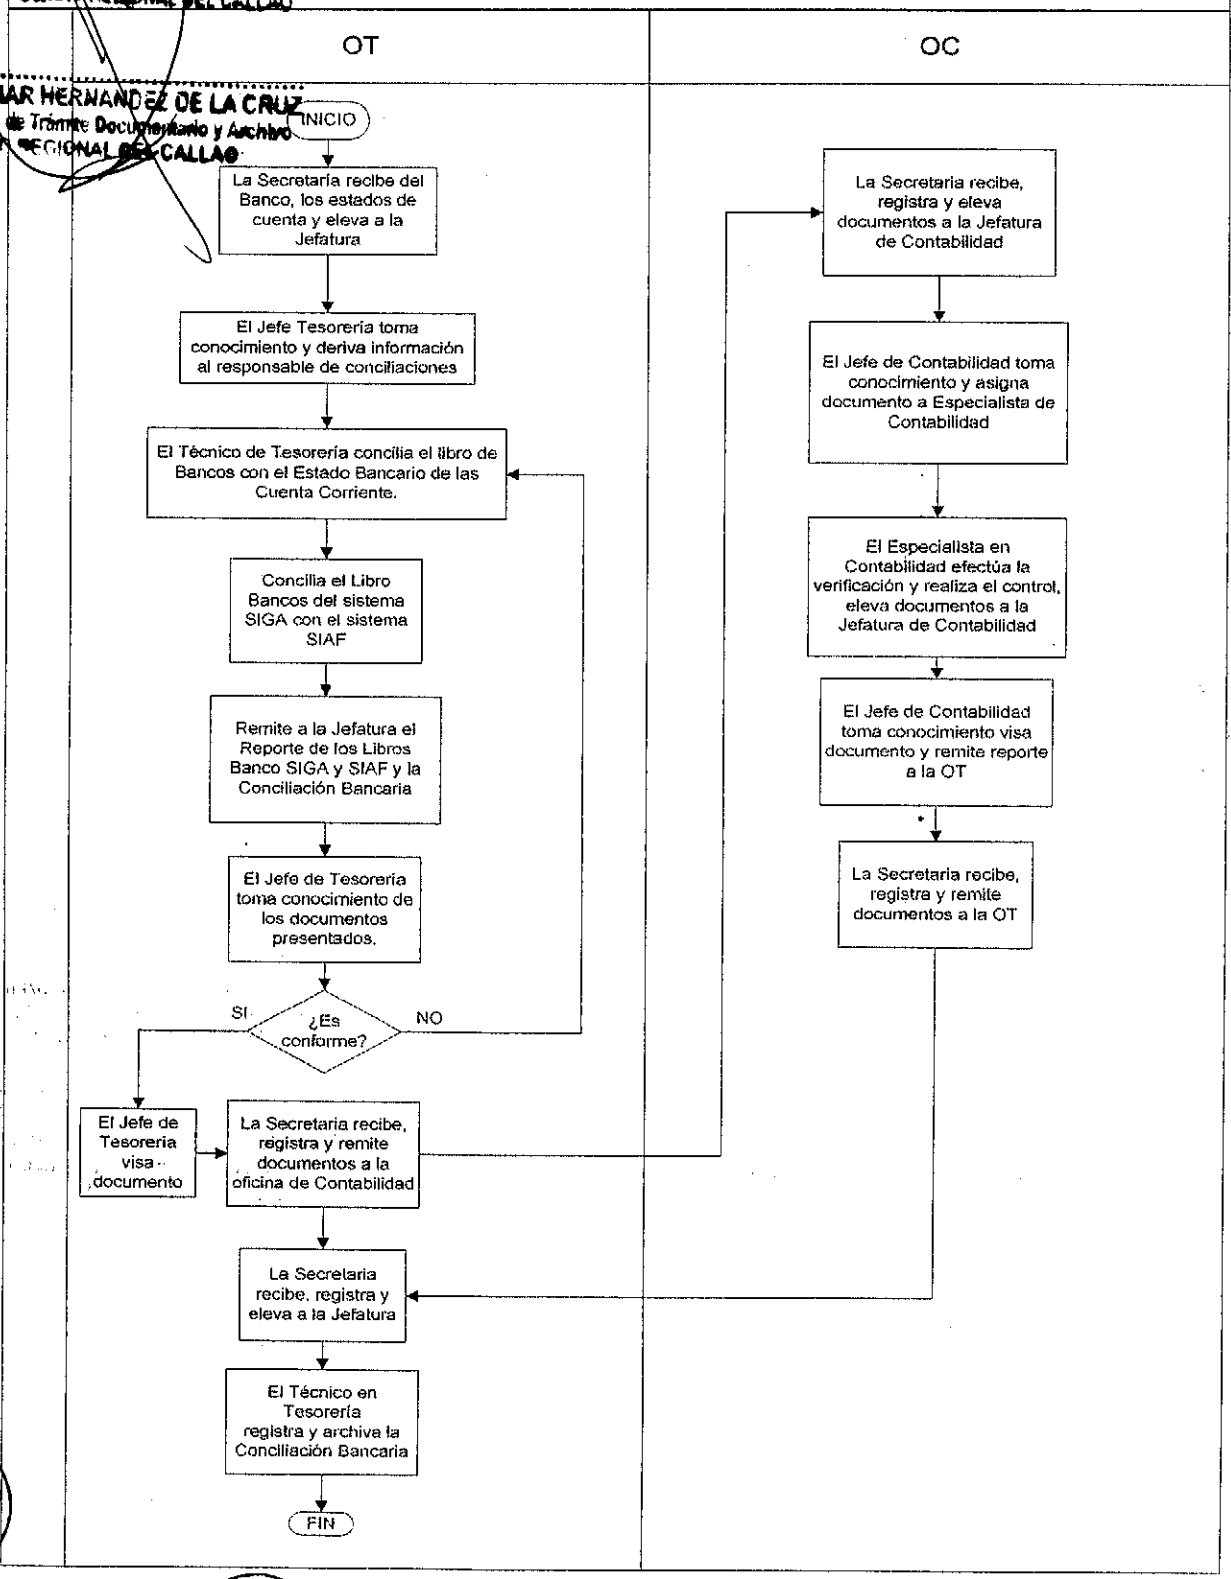 REGIONAL DEL CALLAO
OT
OC
HERNANDEZ DE LA CRUZ
de Trámite Documentario y Archivo
REGIONAL DEL CALLAO
INICIO
La Secretaría recibe del
Banco, los estados de
cuenta y eleva a la
Jefatura
El Jefe Tesorería toma
conocimiento y deriva información
al responsable de conciliaciones
El Técnico de Tesorería concilia el libro de
Bancos con el Estado Bancario de las
Cuenta Corriente.
Concilia el Libro
Bancos del sistema
SIGA con el sistema
SIAF
Remite a la Jefatura el
Reporte de los Libros
Banco SIGA y SIAF y la
Conciliación Bancaria
El Jefe de Tesorería
toma conocimiento de
los documentos
presentados.
SI
¿Es
conforme?
NO
El Jefe de
Tesoreria
visa
documento
La Secretaria recibe,
registra y remite
documentos a la
oficina de Contabilidad
La Secretaria
recibe, registra y
eleva a la Jefatura
El Técnico en
Tesorería
registra y archiva la
Conciliación Bancaria
FIN
La Secretaria recibe,
registra y eleva
documentos a la Jefatura
de Contabilidad
El Jefe de Contabilidad toma
conocimiento y asigna
documento a Especialista de
Contabilidad
El Especialista en
Contabilidad efectúa la
verificación y realiza el control,
eleva documentos a la
Jefatura de Contabilidad
El Jefe de Contabilidad
toma conocimiento visa
documento y remite reporte
a la OT
La Secretaria recibe,
registra y remite
documentos a la OT